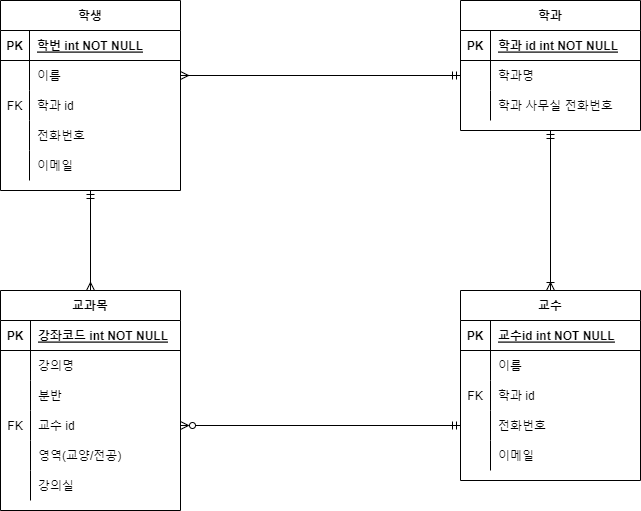 학생
PK 학번 int NOT NULL
이름
FK 학과 id
전화번호
이메일
학과
PK 학과 id int NOT NULL
학과명
학과 사무실 전화번호
교과목
PK 강좌코드 int NOT NULL
강의명
분반
FK 교수 id
영역(교양/전공)
강의실
교수
PK 교수id int NOT NULL
이름
FK 학과 id
전화번호
이메일